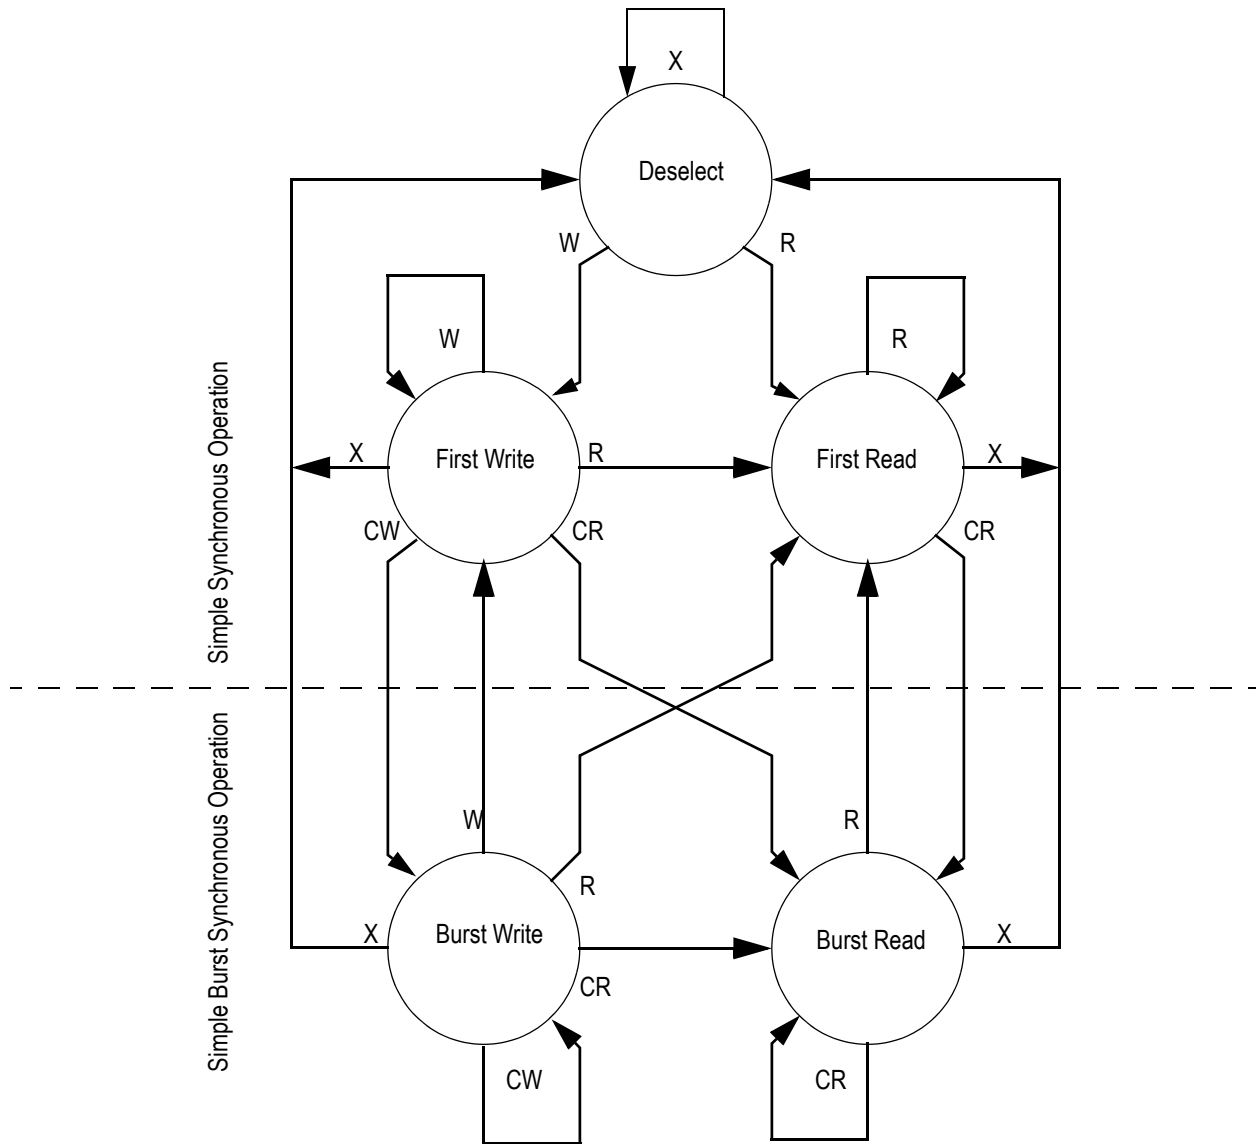 X
Deselect
W
R
W
R
Simple Synchronous Operation
X
First Write
R
First Read
X
CW
CR
CR
Simple Burst Synchronous Operation
W
R
R
X
Burst Write
Burst Read
X
CR
CW
CR